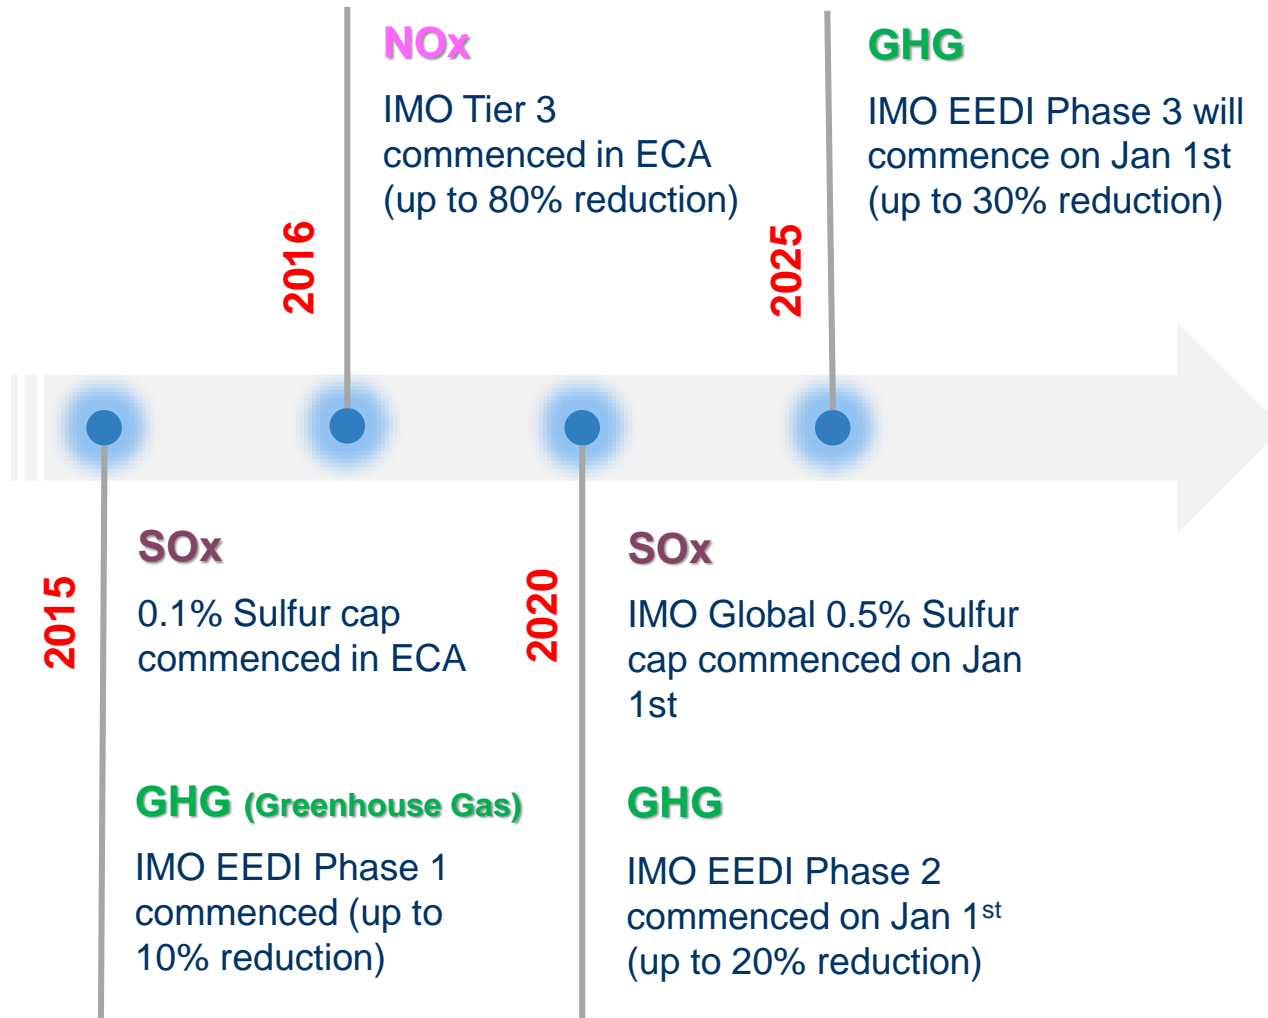 NOx
IMO Tier 3
commenced in ECA
(up to 80% reduction)
2016
GHG
IMO EEDI Phase 3 will
commence on Jan 1st
(up to 30% reduction)
2025
2015
SOx
0.1% Sulfur cap
commenced in ECA
GHG (Greenhouse Gas)
IMO EEDI Phase 1
commenced (up to
10% reduction)
2020
SOx
IMO Global 0.5% Sulfur
cap commenced on Jan
1st
GHG
IMO EEDI Phase 2
commenced on Jan 1st
(up to 20% reduction)